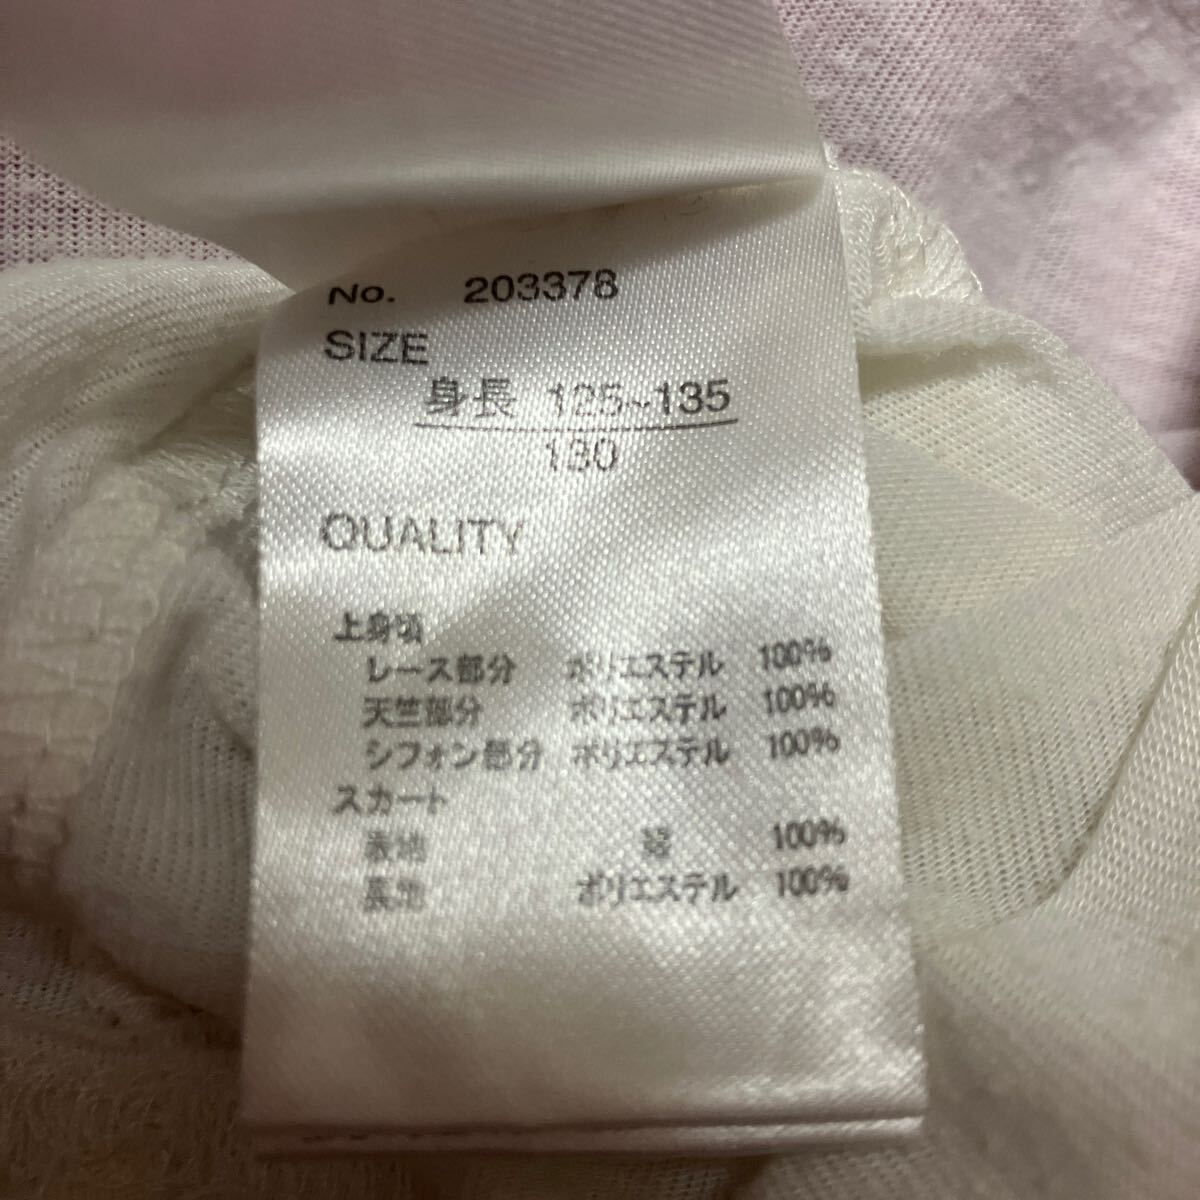 No. 203378
SIZE
身長 125~135
130
QUALITY
上身頃
レース部分 ポリエステル 100%
天竺部分 ポリエステル 100%
シフォン部分 ポリエステル 100%
スカート
表地 綿 100%
裏地 ポリエステル 100%